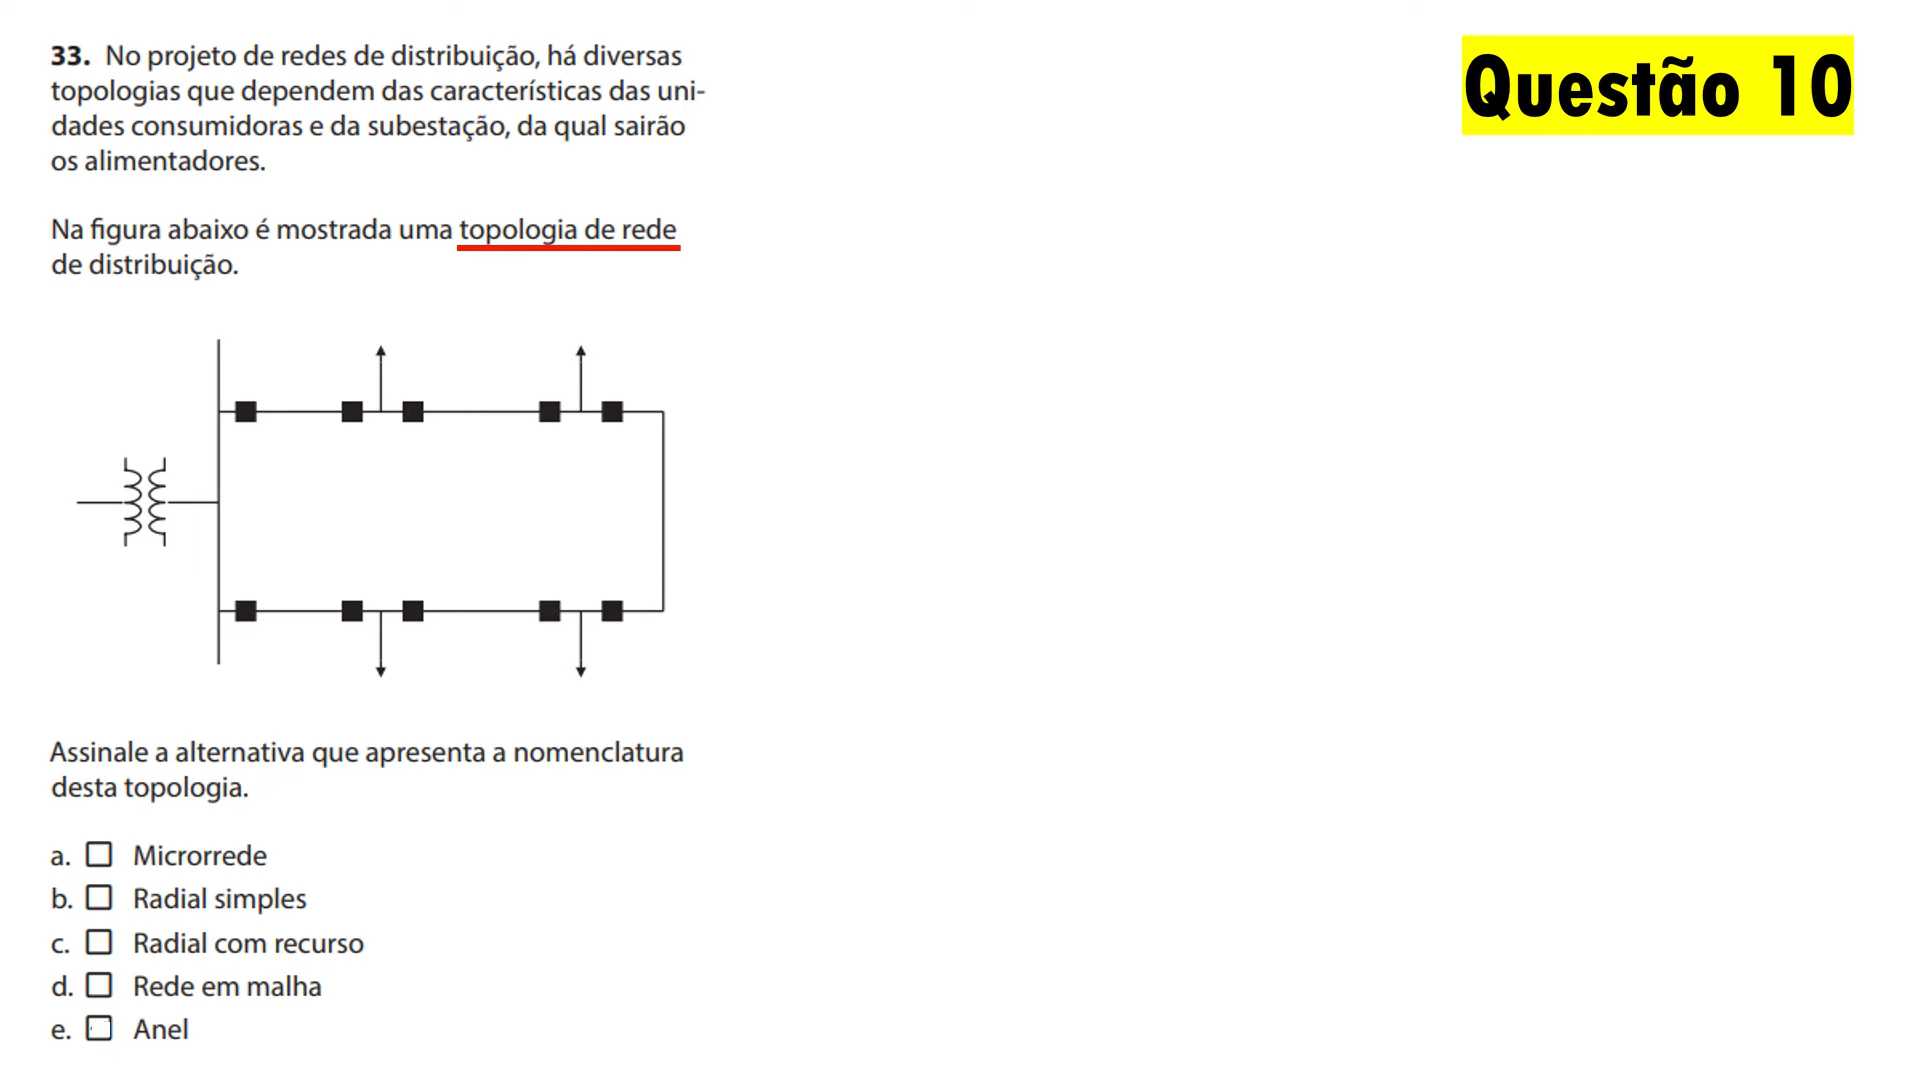 33. No projeto de redes de distribuição, há diversas
topologias que dependem das características das uni-
dades consumidoras e da subestação, da qual sairão
os alimentadores.
Na figura abaixo é mostrada uma topologia de rede
de distribuição.
Assinale a alternativa que apresenta a nomenclatura
desta topologia.
a. Microrrede
b. Radial simples
c. Radial com recurso
d. Rede em malha
e. Anel
Questão 10